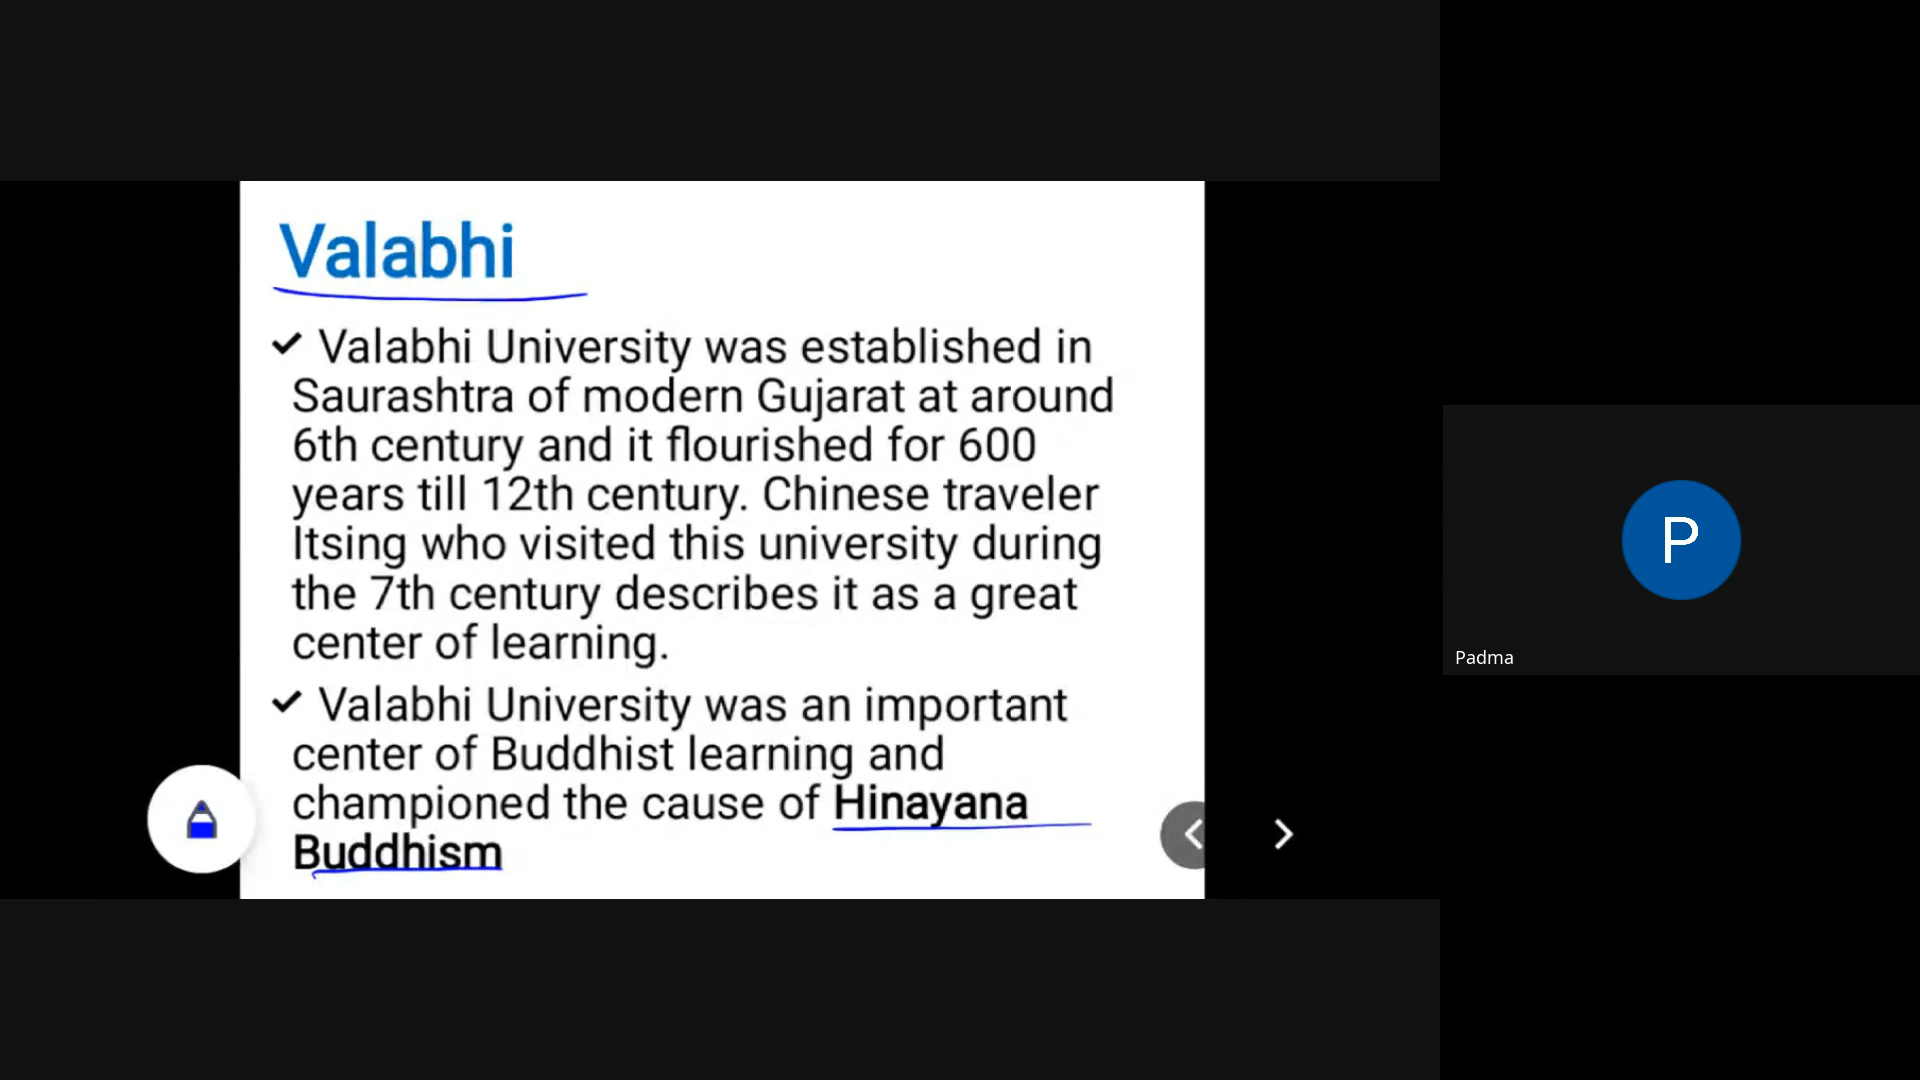 Valabhi
✔ Valabhi University was established in
Saurashtra of modern Gujarat at around
6th century and it flourished for 600
years till 12th century. Chinese traveler
Itsing who visited this university during
the 7th century describes it as a great
center of learning.
✔ Valabhi University was an important
center of Buddhist learning and
championed the cause of Hinayana
Buddhism
P
Padma